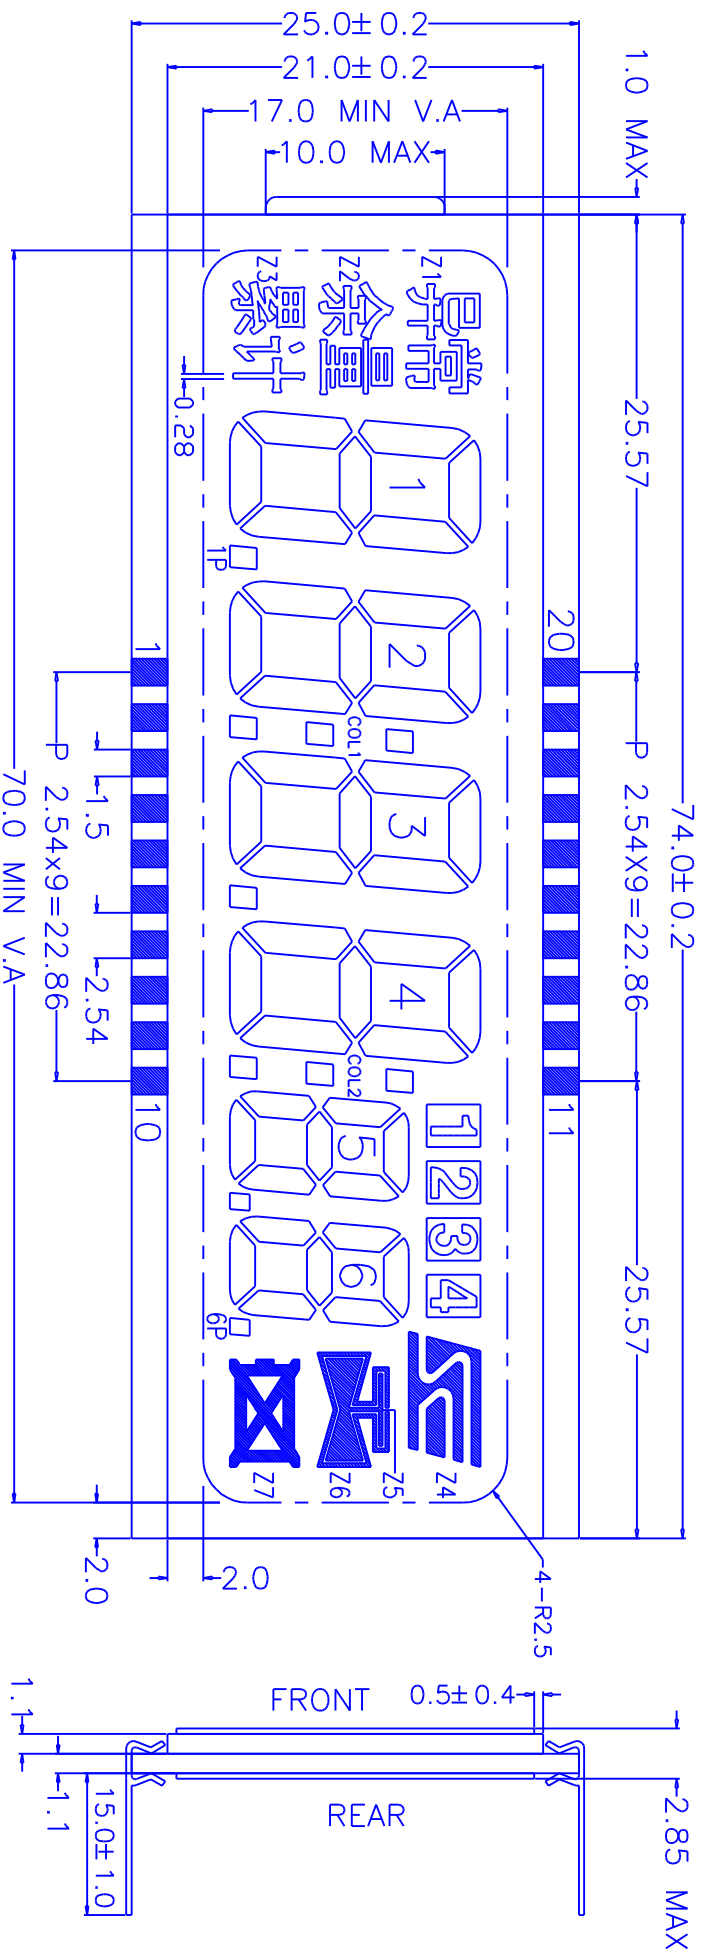 25.0±0.2
21.0±0.2
17.0 MIN V.A
10.0 MAX
1.0 MAX
Z1
Z2
Z3
异常
余量
累计
0.28
25.57
74.0±0.2
1
1P
2
COL1
3
4
COL2
5
6
6P
1 2 3 4
20
11
1
10
P 2.54X9=22.86
P 2.54x9=22.86
1.5
2.54
70.0 MIN V.A
25.57
Z4
Z5
Z6
Z7
2.0
2.0
4-R2.5
FRONT
0.5±0.4
REAR
2.85 MAX
1.1
1.1
15.0±1.0